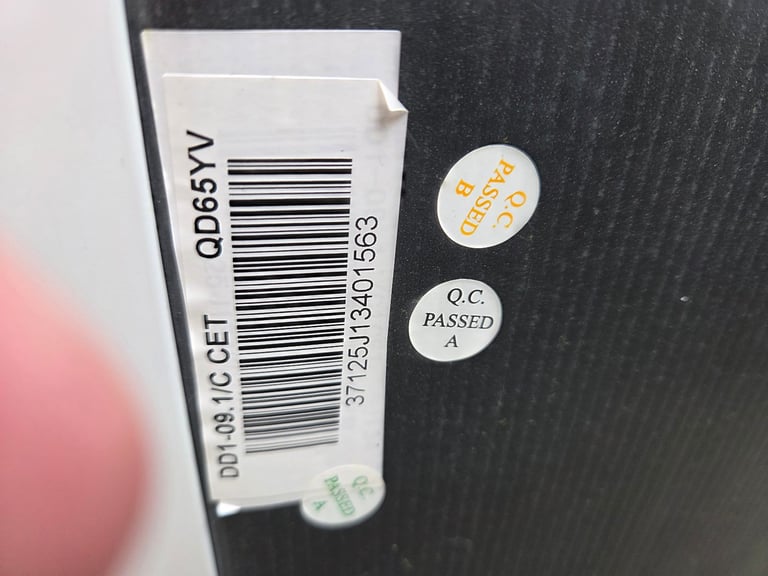 DD1-09.1/C CET QD65YV
37125J13401563
Q.C.
PASSED
B
Q.C.
PASSED
A
Q.C.
PASSED
A